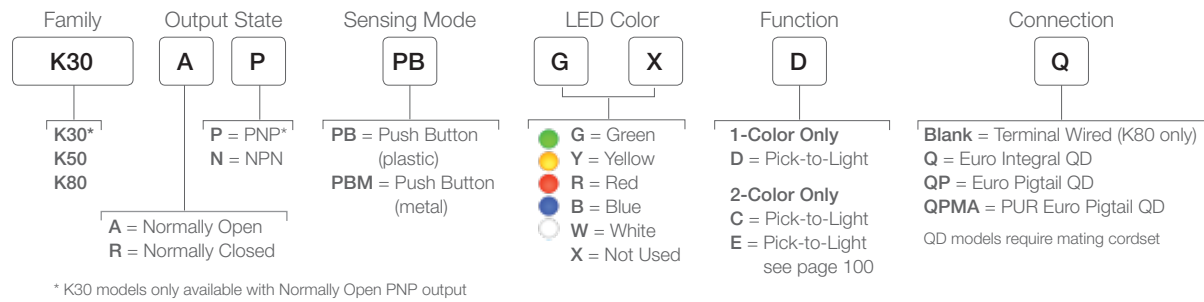 Family Output State Sensing Mode LED Color Function Connection
K30 A P PB G X D Q
K30*
K50
K80
P = PNP*
N = NPN
A = Normally Open
R = Normally Closed
PB = Push Button
(plastic)
PBM = Push Button
(metal)
G = Green
Y = Yellow
R = Red
B = Blue
W = White
X = Not Used
1-Color Only
D = Pick-to-Light
2-Color Only
C = Pick-to-Light
E = Pick-to-Light
see page 100
Blank = Terminal Wired (K80 only)
Q = Euro Integral QD
QP = Euro Pigtail QD
QPMA = PUR Euro Pigtail QD
QD models require mating cordset
* K30 models only available with Normally Open PNP output